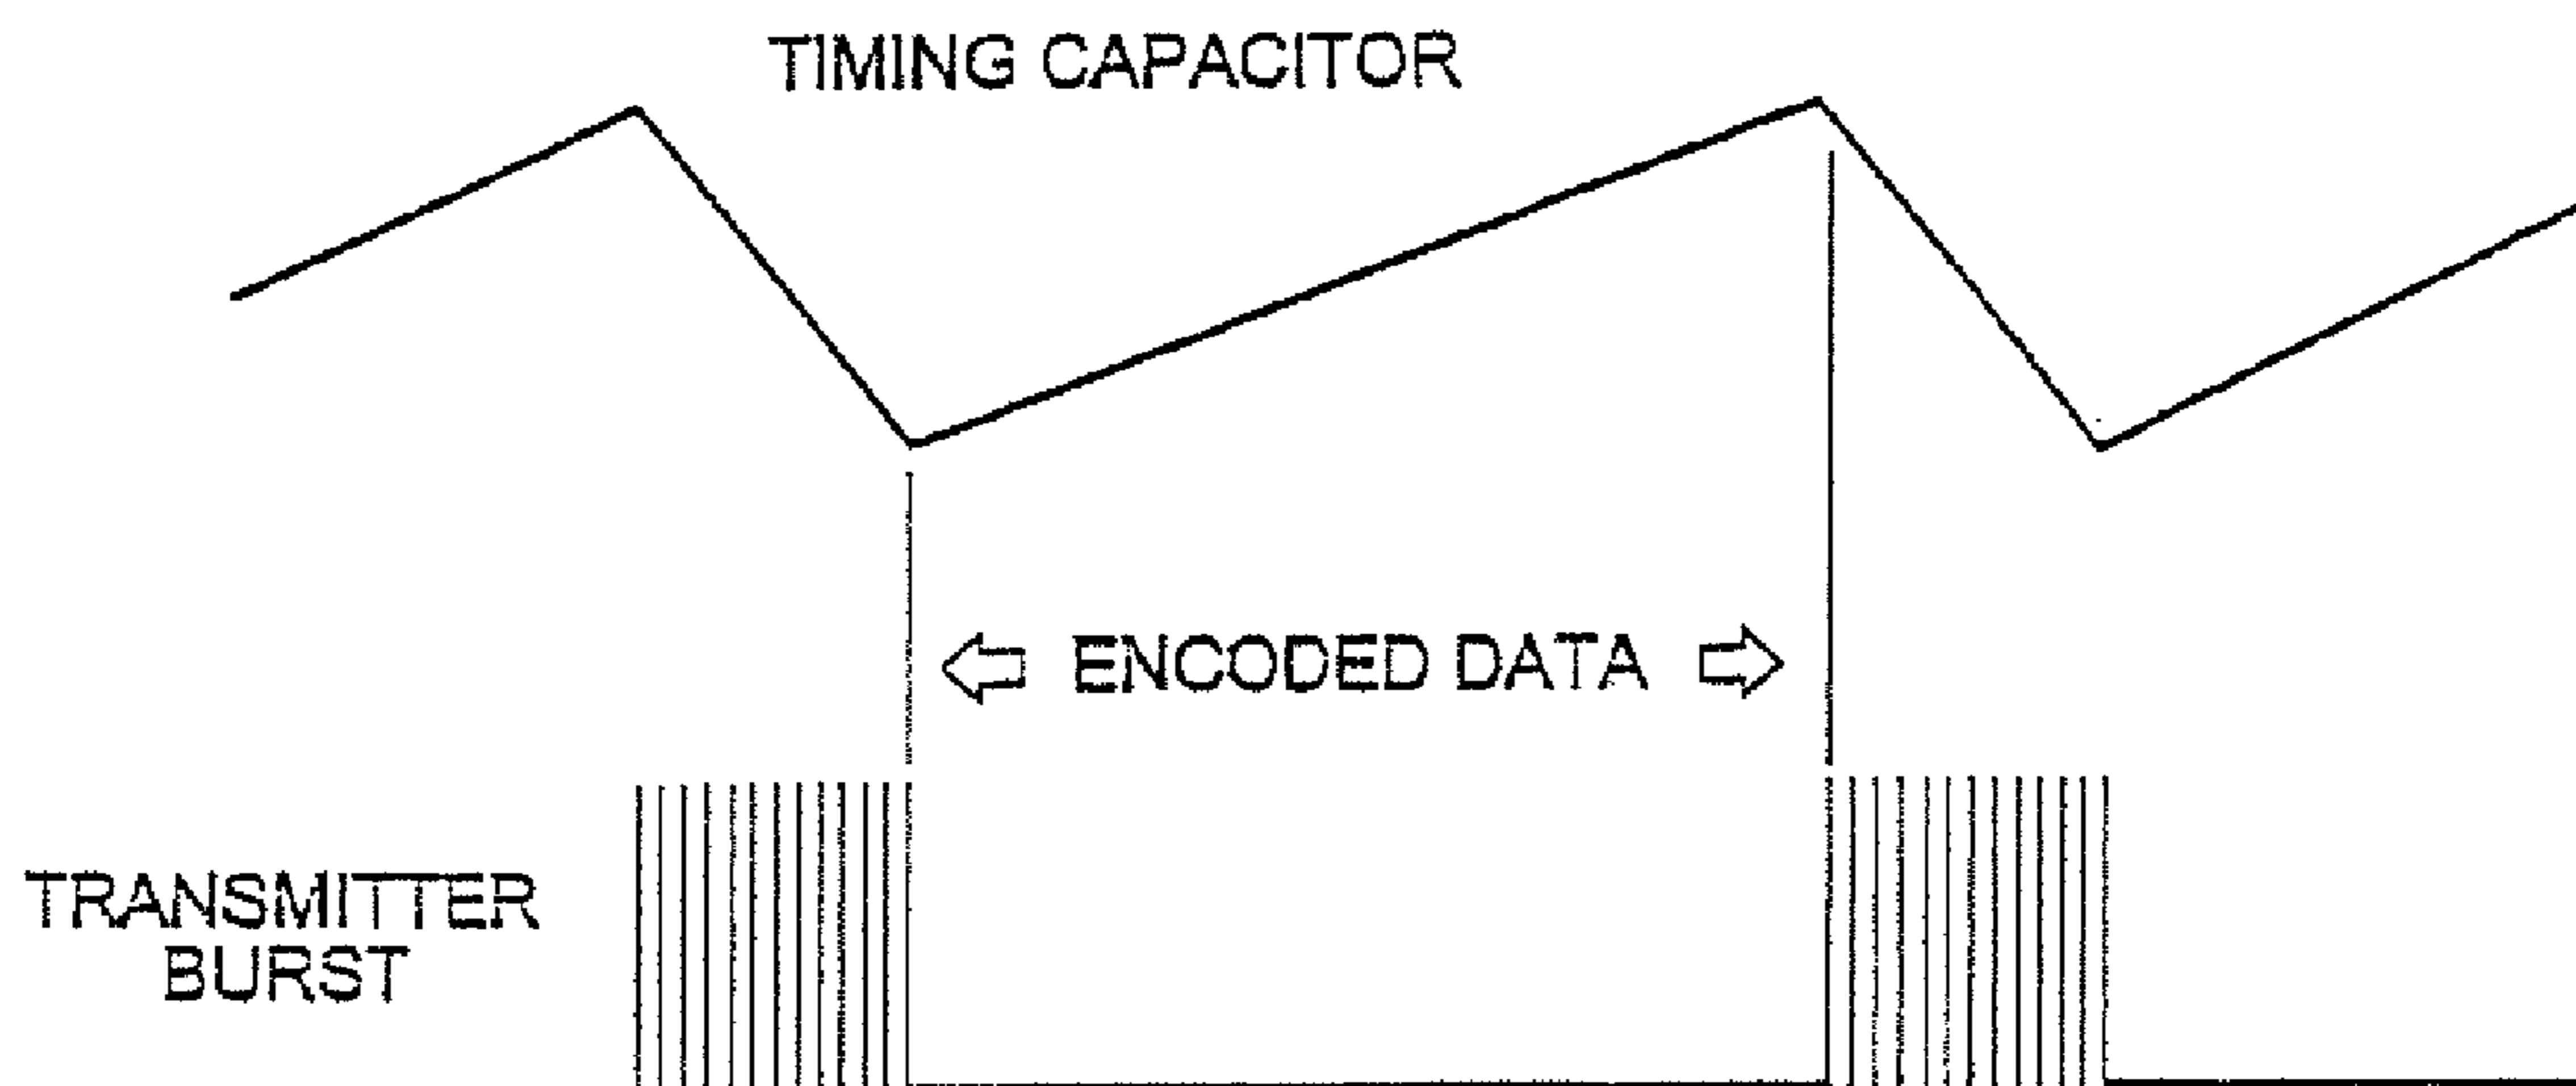 TIMING CAPACITOR
ENCODED DATA
TRANSMITTER
BURST